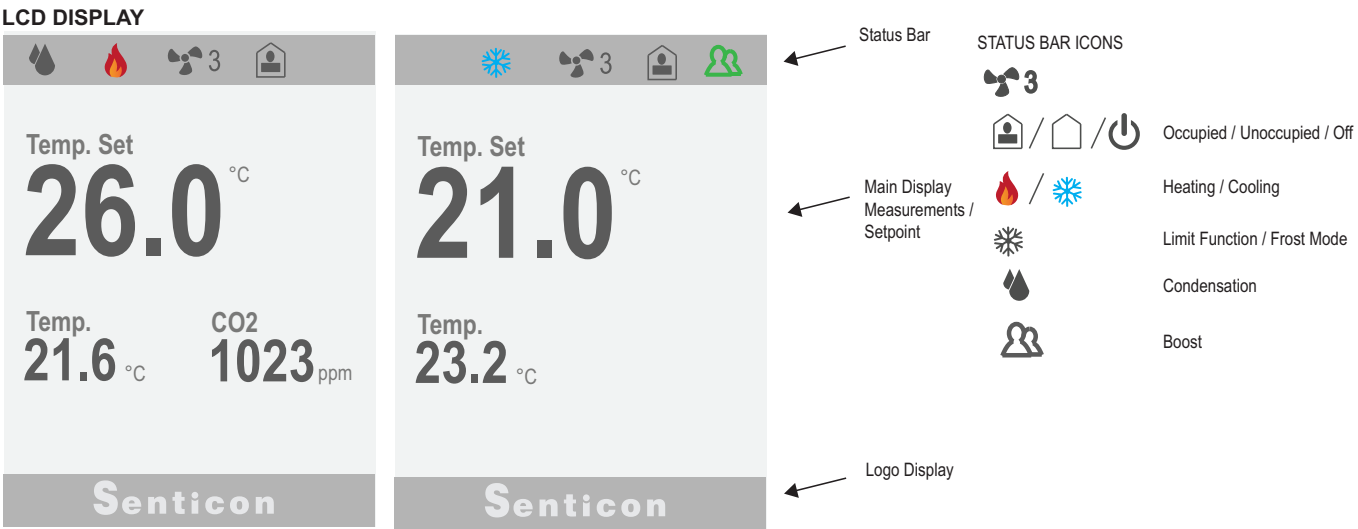 LCD DISPLAY
3
Temp. Set
26.0 °C
Temp.
21.6 °C
CO2
1023 ppm
Senticon
3
Temp. Set
21.0 °C
Temp.
23.2 °C
Senticon
Status Bar
Main Display
Measurements /
Setpoint
Logo Display
STATUS BAR ICONS
3
/ / Occupied / Unoccupied / Off
/ Heating / Cooling
Limit Function / Frost Mode
Condensation
Boost